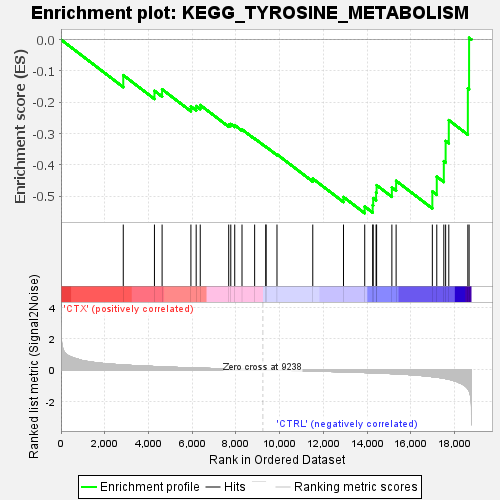 Enrichment plot: KEGG_TYROSINE_METABOLISM
Enrichment score (ES)
0.0
-0.1
-0.2
-0.3
-0.4
-0.5
'CTX' (positively correlated)
Ranked list metric (Signal2Noise)
4
2
0
-2
Zero cross at 9238
'CTRL' (negatively correlated)
0
2,000
4,000
6,000
8,000
10,000
12,000
14,000
16,000
18,000
Rank in Ordered Dataset
Enrichment profile
Hits
Ranking metric scores